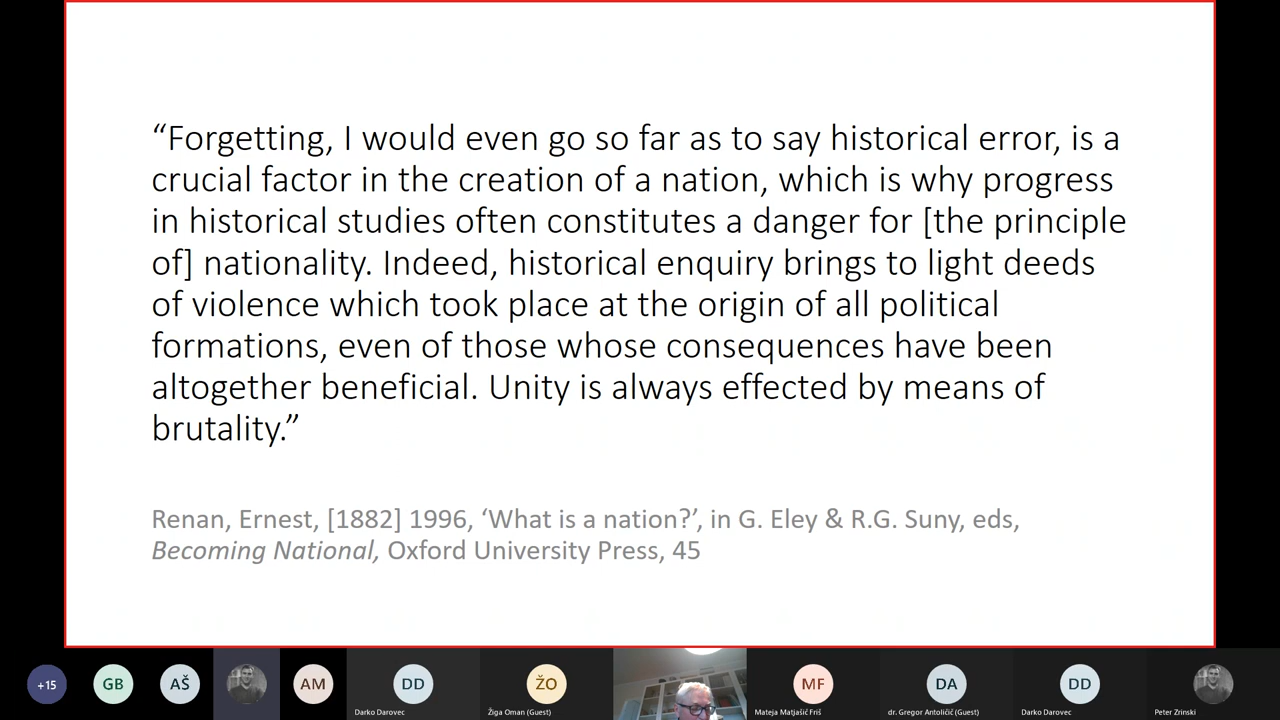 “Forgetting, I would even go so far as to say historical error, is a
crucial factor in the creation of a nation, which is why progress
in historical studies often constitutes a danger for [the principle
of] nationality. Indeed, historical enquiry brings to light deeds
of violence which took place at the origin of all political
formations, even of those whose consequences have been
altogether beneficial. Unity is always effected by means of
brutality.”
Renan, Ernest, [1882] 1996, ‘What is a nation?’, in G. Eley & R.G. Suny, eds,
Becoming National, Oxford University Press, 45
+15
GB
AŠ
AM
DD
ŽO
MF
DA
DD
Darko Darovec
Žiga Oman (Guest)
Mateja Matjašič Friš
dr. Gregor Antoličič (Guest)
Darko Darovec
Peter Zrinski